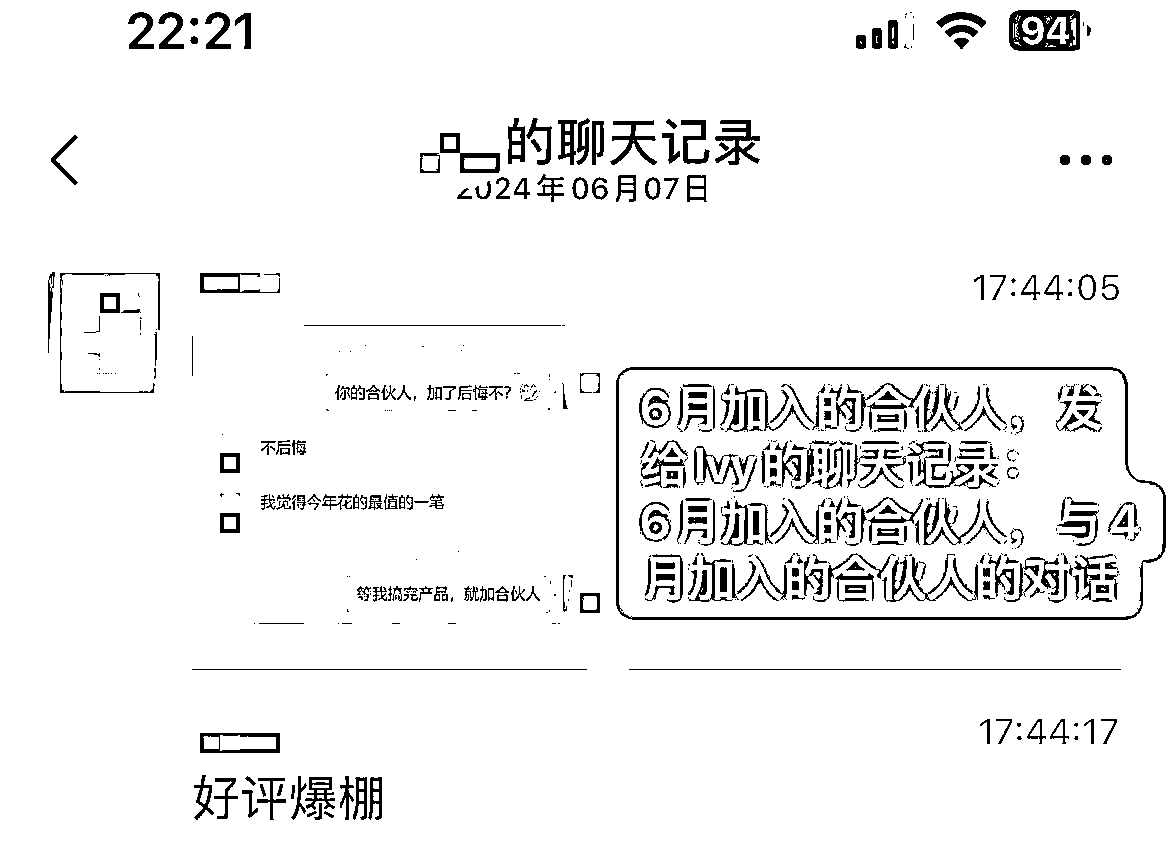 22:21
94
的聊天记录
2024年06月07日
17:44:05
你的合伙人，加了后悔不？
不后悔
我觉得今年花的最值的一笔
等我搞完产品，就加合伙人
6月加入的合伙人，发
给Ivy的聊天记录：
6月加入的合伙人，与4
月加入的合伙人的对话
17:44:17
好评爆棚